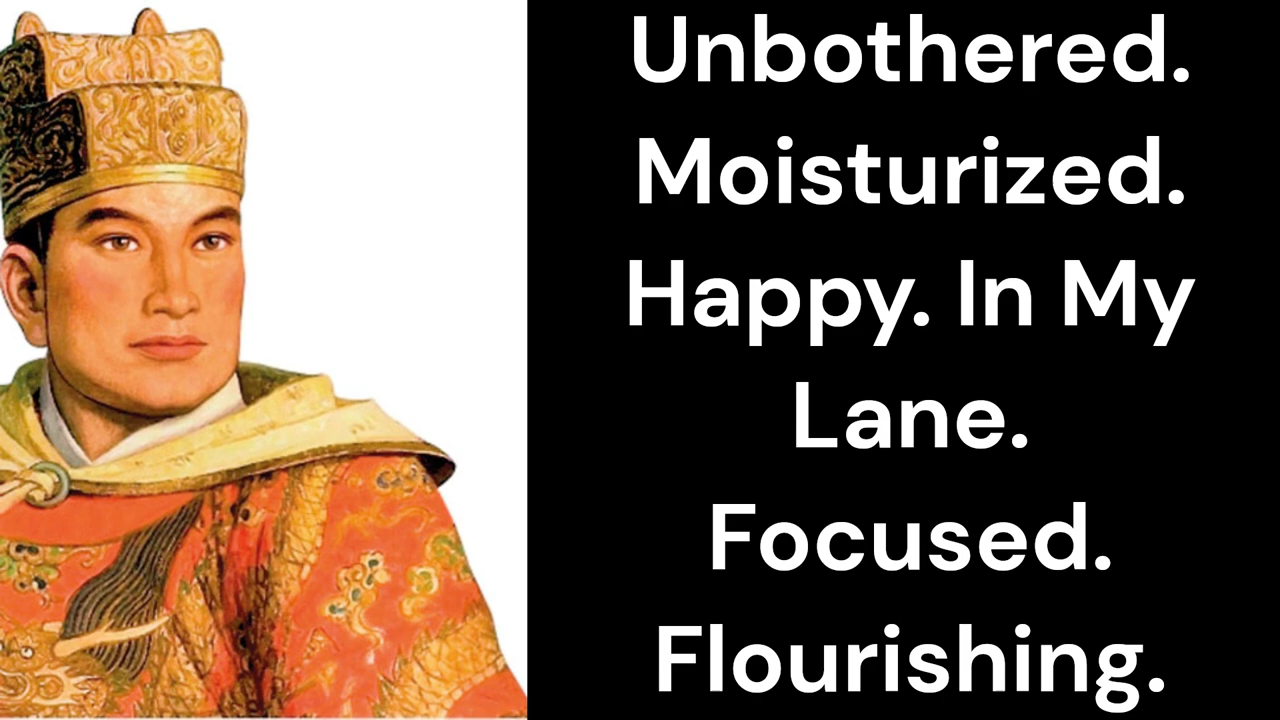 Unbothered.
Moisturized.
Happy. In My
Lane.
Focused.
Flourishing.